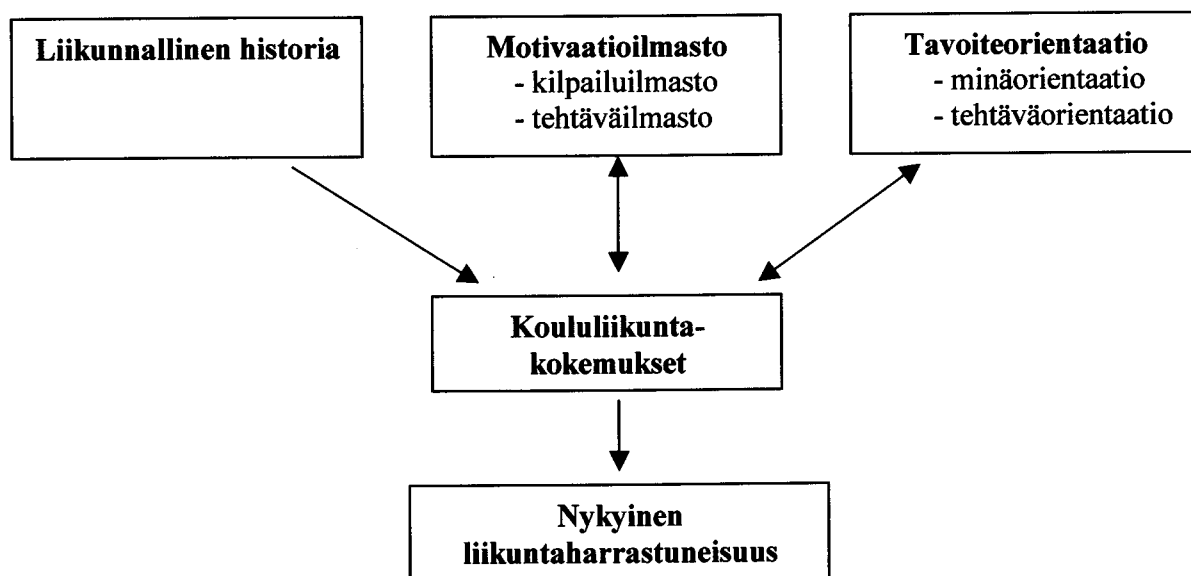 Liikunnallinen historia
Motivaatioilmasto
- kilpailuilmasto
- tehtäväilmasto
Tavoiteorientaatio
- minäorientaatio
- tehtäväorientaatio
Koululiikunta-
kokemukset
Nykyinen
liikuntaharrastuneisuus